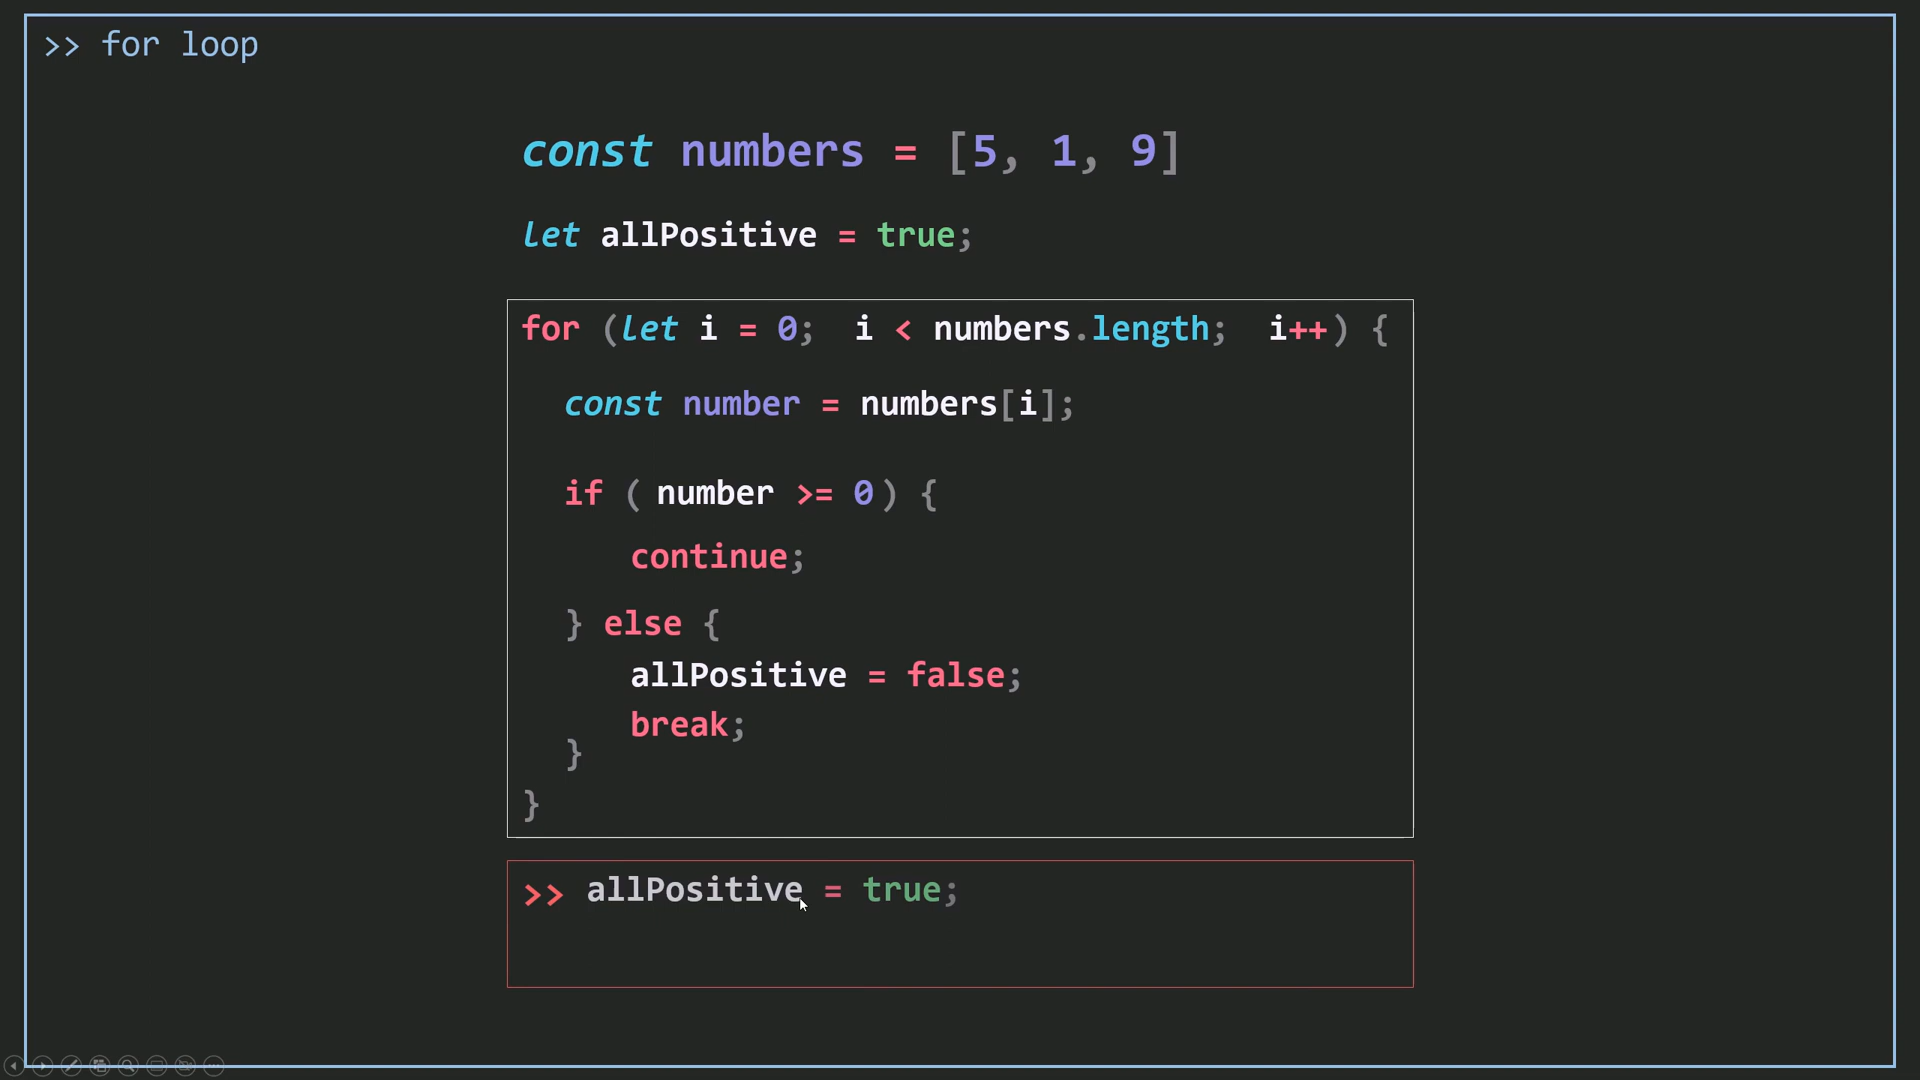 >> for loop
const numbers = [5, 1, 9]
let allPositive = true;
for (let i = 0; i < numbers.length; i++) {
const number = numbers[i];
if ( number >= 0) {
continue;
} else {
allPositive = false;
break;
}
}
>> allPositive = true;